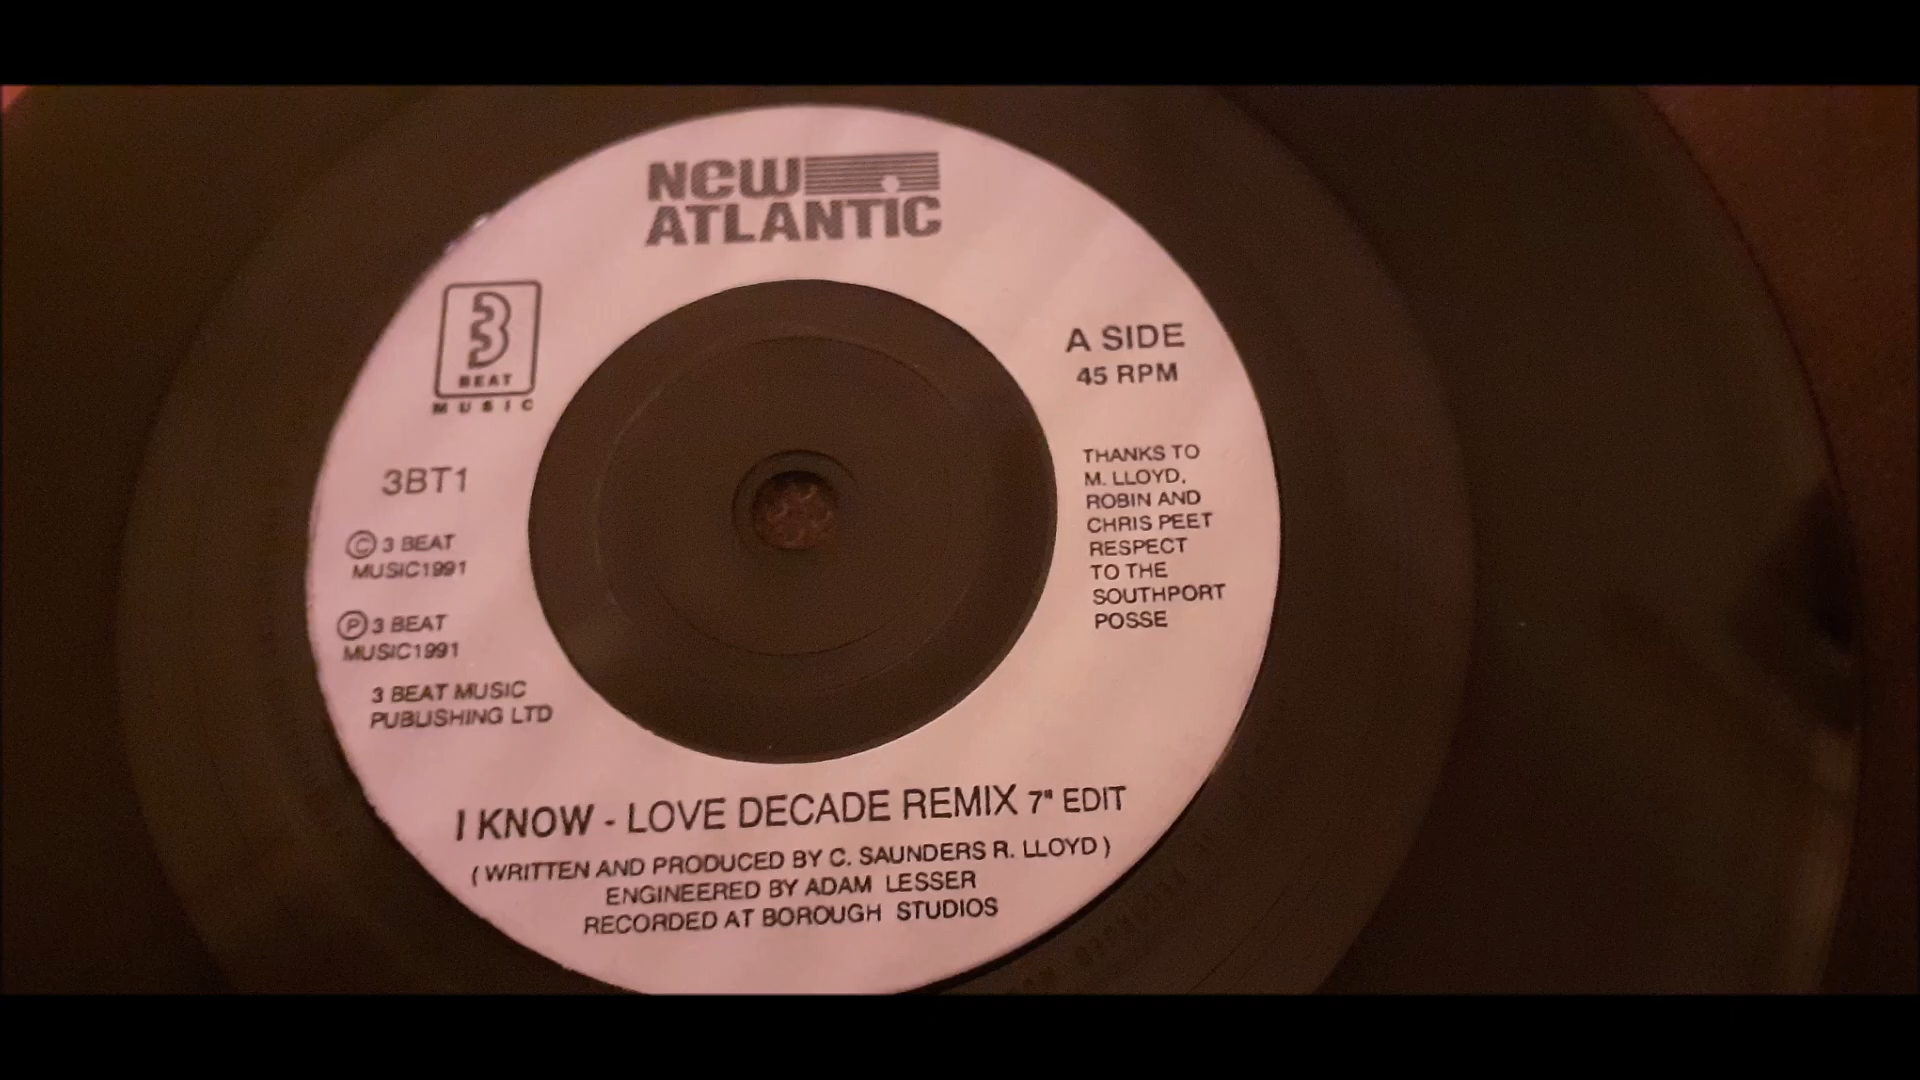 NEW
ATLANTIC
3
BEAT
MUSIC
A SIDE
45 RPM
3BT1
© 3 BEAT
MUSIC1991
℗ 3 BEAT
MUSIC1991
3 BEAT MUSIC
PUBLISHING LTD
THANKS TO
M. LLOYD,
ROBIN AND
CHRIS PEET
RESPECT
TO THE
SOUTHPORT
POSSE
I KNOW - LOVE DECADE REMIX 7" EDIT
( WRITTEN AND PRODUCED BY C. SAUNDERS R. LLOYD )
ENGINEERED BY ADAM LESSER
RECORDED AT BOROUGH STUDIOS